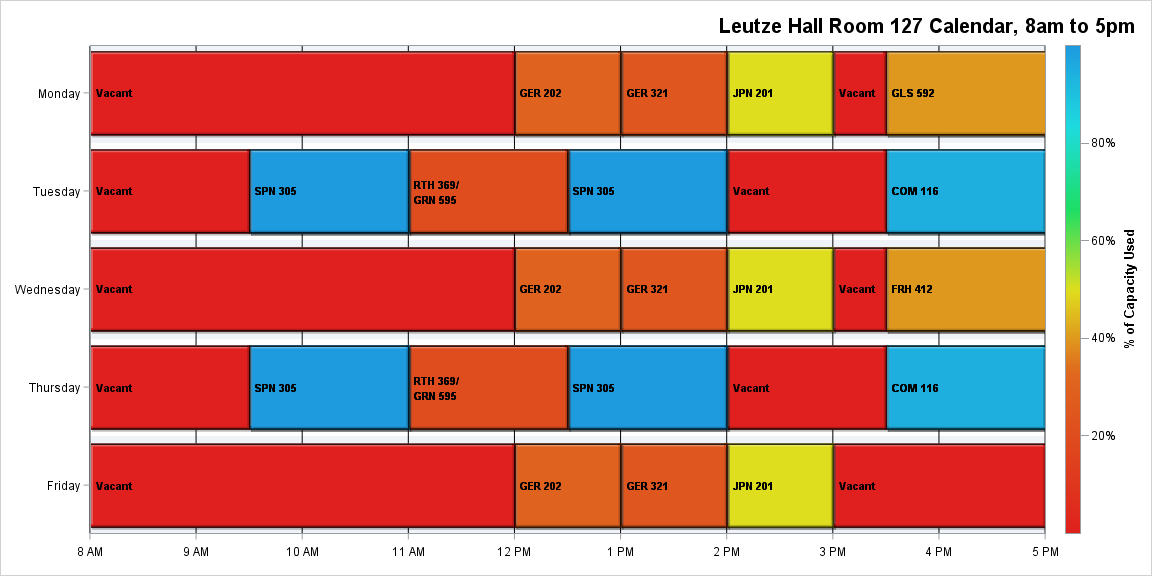 Leutze Hall Room 127 Calendar, 8am to 5pm
Monday
Vacant
GER 202
GER 321
JPN 201
Vacant
GLS 592
Tuesday
Vacant
SPN 305
RTH 369/
GRN 595
SPN 305
Vacant
COM 116
Wednesday
Vacant
GER 202
GER 321
JPN 201
Vacant
FRH 412
Thursday
Vacant
SPN 305
RTH 369/
GRN 595
SPN 305
Vacant
COM 116
Friday
Vacant
GER 202
GER 321
JPN 201
Vacant
8 AM
9 AM
10 AM
11 AM
12 PM
1 PM
2 PM
3 PM
4 PM
5 PM
80%
60%
40%
20%
% of Capacity Used